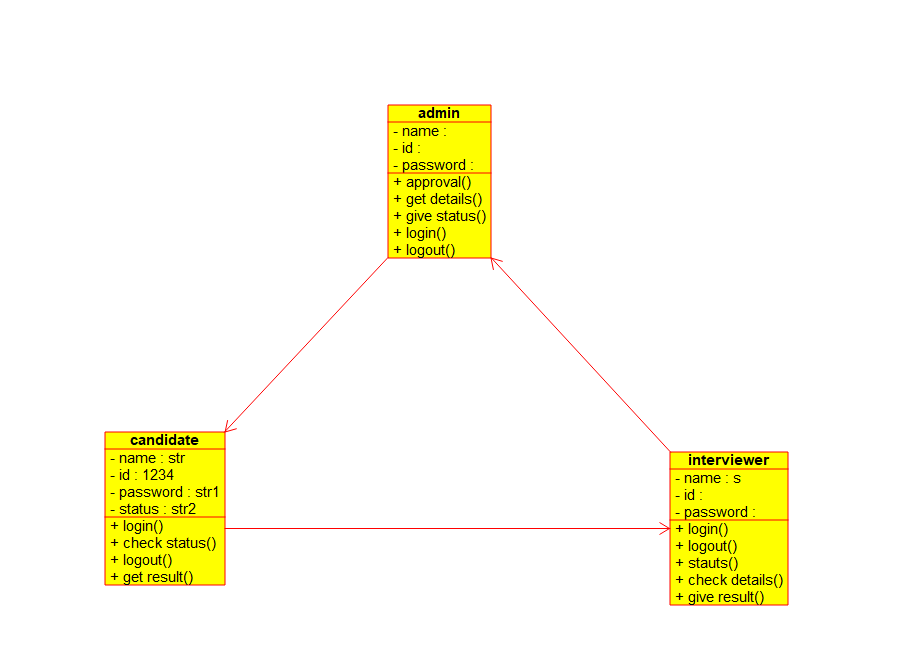 admin
- name :
- id :
- password :
+ approval()
+ get details()
+ give status()
+ login()
+ logout()
candidate
- name : str
- id : 1234
- password : str1
- status : str2
+ login()
+ check status()
+ logout()
+ get result()
interviewer
- name : s
- id :
- password :
+ login()
+ logout()
+ stauts()
+ check details()
+ give result()